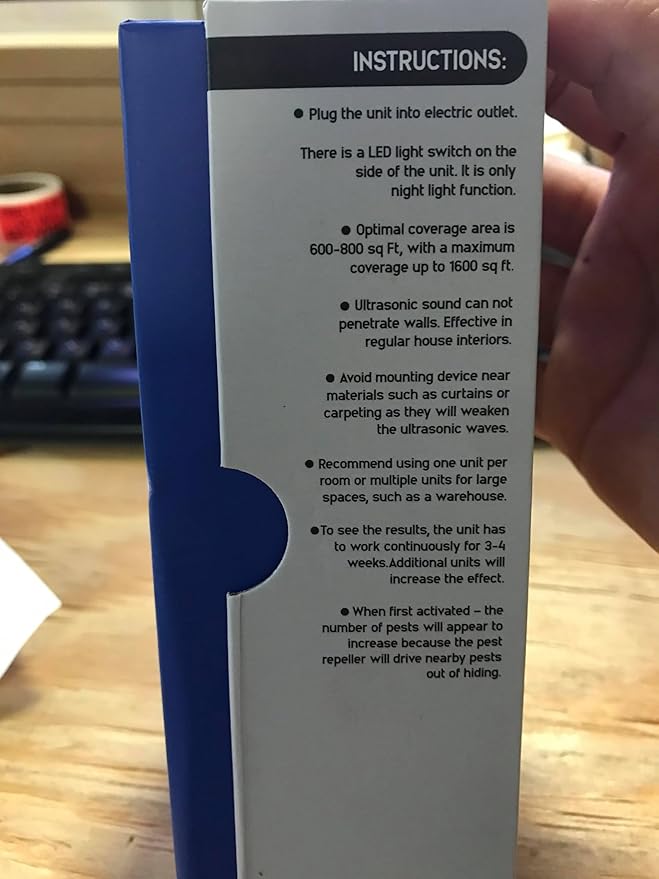 INSTRUCTIONS:
● Plug the unit into electric outlet.
There is a LED light switch on the
side of the unit. It is only
night light function.
● Optimal coverage area is
600-800 sq Ft, with a maximum
coverage up to 1600 sq ft.
● Ultrasonic sound can not
penetrate walls. Effective in
regular house interiors.
● Avoid mounting device near
materials such as curtains or
carpeting as they will weaken
the ultrasonic waves.
● Recommend using one unit per
room or multiple units for large
spaces, such as a warehouse.
●To see the results, the unit has
to work continuously for 3-4
weeks.Additional units will
increase the effect.
● When first activated – the
number of pests will appear to
increase because the pest
repeller will drive nearby pests
out of hiding.